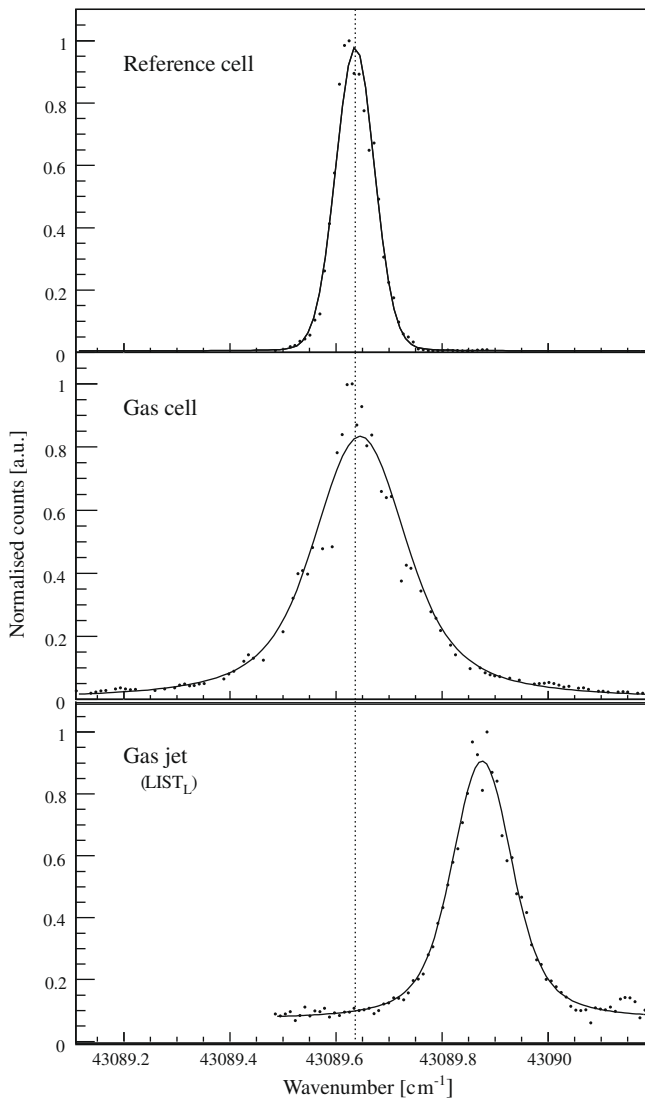 1
Reference cell
0.8
0.6
0.4
0.2
0
1
Gas cell
0.8
0.6
0.4
0.2
0
1
Gas jet
(LIST_L)
0.8
0.6
0.4
0.2
0
Normalised counts [a.u.]
43089.2 43089.4 43089.6 43089.8 43090
Wavenumber [cm⁻¹]